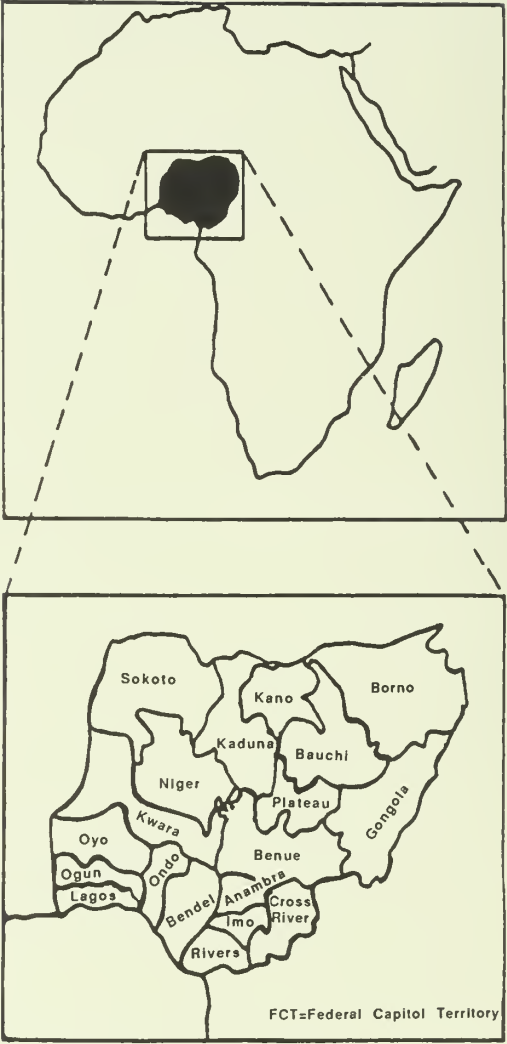 Sokoto
Kano
Borno
Kaduna
Bauchi
Niger
Plateau
Gongola
Kwara
Oyo
Ondo
Benue
Ogun
Anambra
Lagos
Bendel
Cross
River
Imo
Rivers
FCT=Federal Capitol Territory